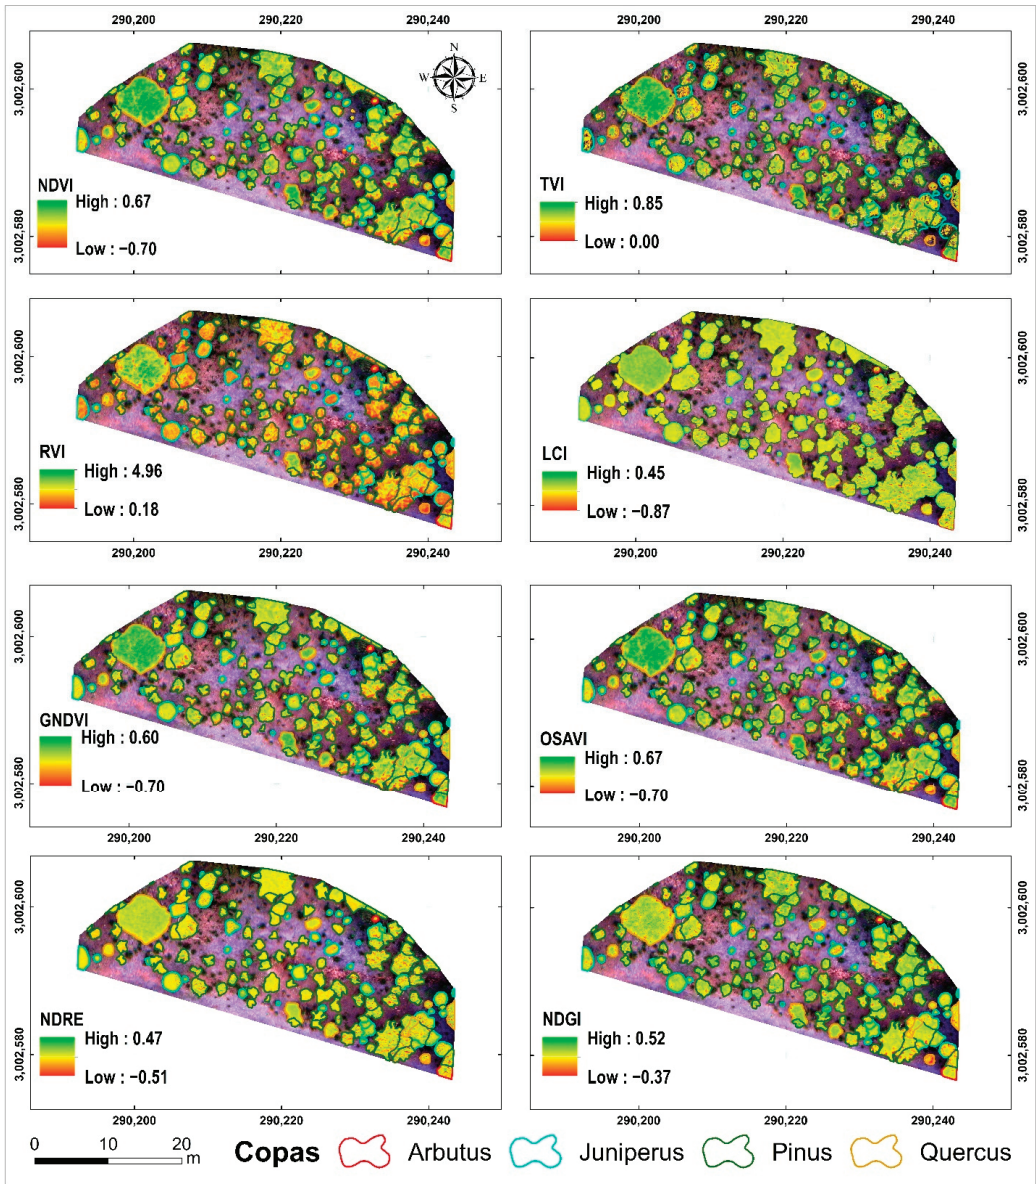 290,200 290,220 290,240 290,200 290,220 290,240
N
W E
S
3,002,600 3,002,600
NDVI
High : 0.67
Low : −0.70
TVI
High : 0.85
Low : 0.00
3,002,580 3,002,580
3,002,600 3,002,600
RVI
High : 4.96
Low : 0.18
LCI
High : 0.45
Low : −0.87
3,002,580 3,002,580
290,200 290,220 290,240 290,200 290,220 290,240
3,002,600 3,002,600
GNDVI
High : 0.60
Low : −0.70
OSAVI
High : 0.67
Low : −0.70
3,002,580 3,002,580
290,200 290,220 290,240 290,200 290,220 290,240
3,002,600 3,002,600
NDRE
High : 0.47
Low : −0.51
NDGI
High : 0.52
Low : −0.37
3,002,580 3,002,580
290,200 290,220 290,240 290,200 290,220 290,240
0 10 20
m
Copas Arbutus Juniperus Pinus Quercus